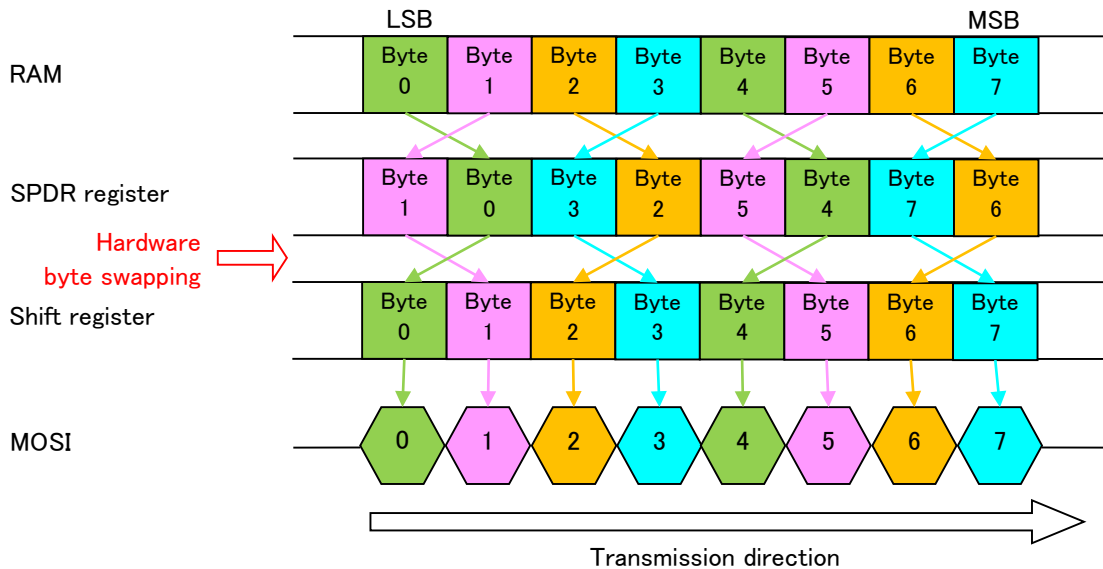 LSB MSB
RAM
Byte Byte Byte Byte Byte Byte Byte Byte
0 1 2 3 4 5 6 7
SPDR register
Byte Byte Byte Byte Byte Byte Byte Byte
1 0 3 2 5 4 7 6
Hardware
byte swapping
Shift register
Byte Byte Byte Byte Byte Byte Byte Byte
0 1 2 3 4 5 6 7
MOSI
0 1 2 3 4 5 6 7
Transmission direction